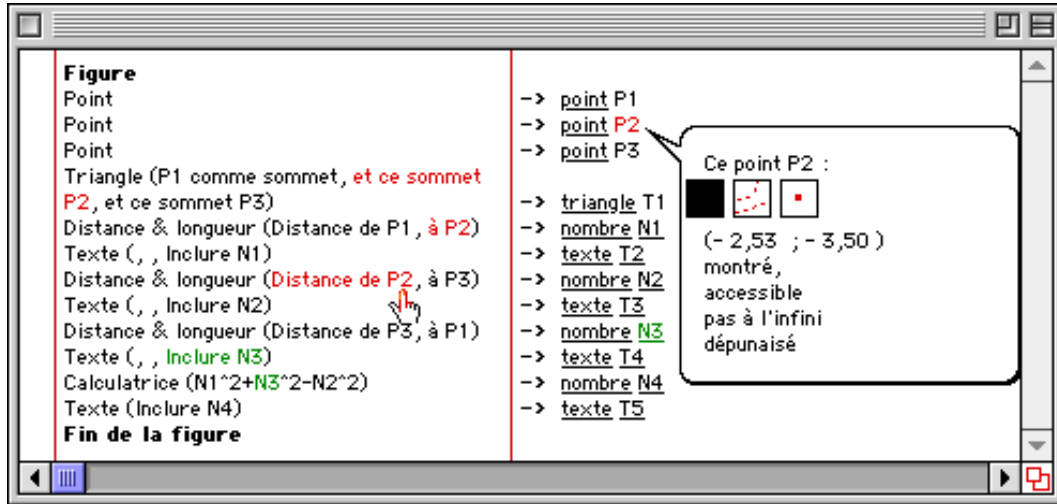 Figure
Point -> point P1
Point -> point P2
Point -> point P3
Triangle (P1 comme sommet, et ce sommet
P2, et ce sommet P3) -> triangle T1
Distance & longueur (Distance de P1, à P2) -> nombre N1
Texte (, , Inclure N1) -> texte T2
Distance & longueur (Distance de P2, à P3) -> nombre N2
Texte (, , Inclure N2) -> texte T3
Distance & longueur (Distance de P3, à P1) -> nombre N3
Texte (, , Inclure N3) -> texte T4
Calculatrice (N1^2+N3^2-N2^2) -> nombre N4
Texte (Inclure N4) -> texte T5
Fin de la figure
Ce point P2 :
(- 2,53 ; - 3,50 )
montré,
accessible
pas à l'infini
dépunaisé